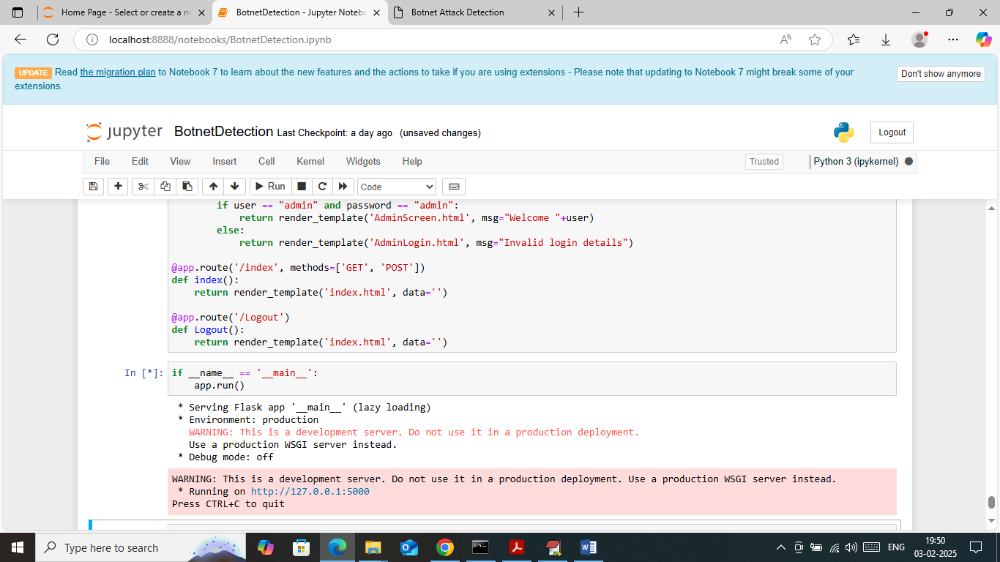 Home Page - Select or create a no
BotnetDetection - Jupyter Notebo
Botnet Attack Detection
localhost:8888/notebooks/BotnetDetection.ipynb
UPDATE Read the migration plan to Notebook 7 to learn about the new features and the actions to take if you are using extensions - Please note that updating to Notebook 7 might break some of your
extensions.
Don't show anymore
jupyter BotnetDetection Last Checkpoint: a day ago (unsaved changes)
Logout
File Edit View Insert Cell Kernel Widgets Help
Trusted
Python 3 (ipykernel)
Run
Code
if user == "admin" and password == "admin":
return render_template('AdminScreen.html', msg="Welcome "+user)
else:
return render_template('AdminLogin.html', msg="Invalid login details")
@app.route('/index', methods=['GET', 'POST'])
def index():
return render_template('index.html', data='')
@app.route('/Logout')
def Logout():
return render_template('index.html', data='')
In [*]: if __name__ == '__main__':
app.run()
* Serving Flask app '__main__' (lazy loading)
* Environment: production
WARNING: This is a development server. Do not use it in a production deployment.
Use a production WSGI server instead.
* Debug mode: off
WARNING: This is a development server. Do not use it in a production deployment. Use a production WSGI server instead.
* Running on http://127.0.0.1:5000
Press CTRL+C to quit
Type here to search
ENG
19:50
03-02-2025